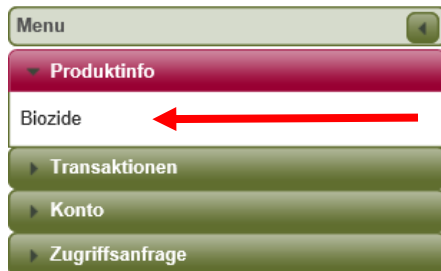 Menu
Produktinfo
Biozide
Transaktionen
Konto
Zugriffsanfrage